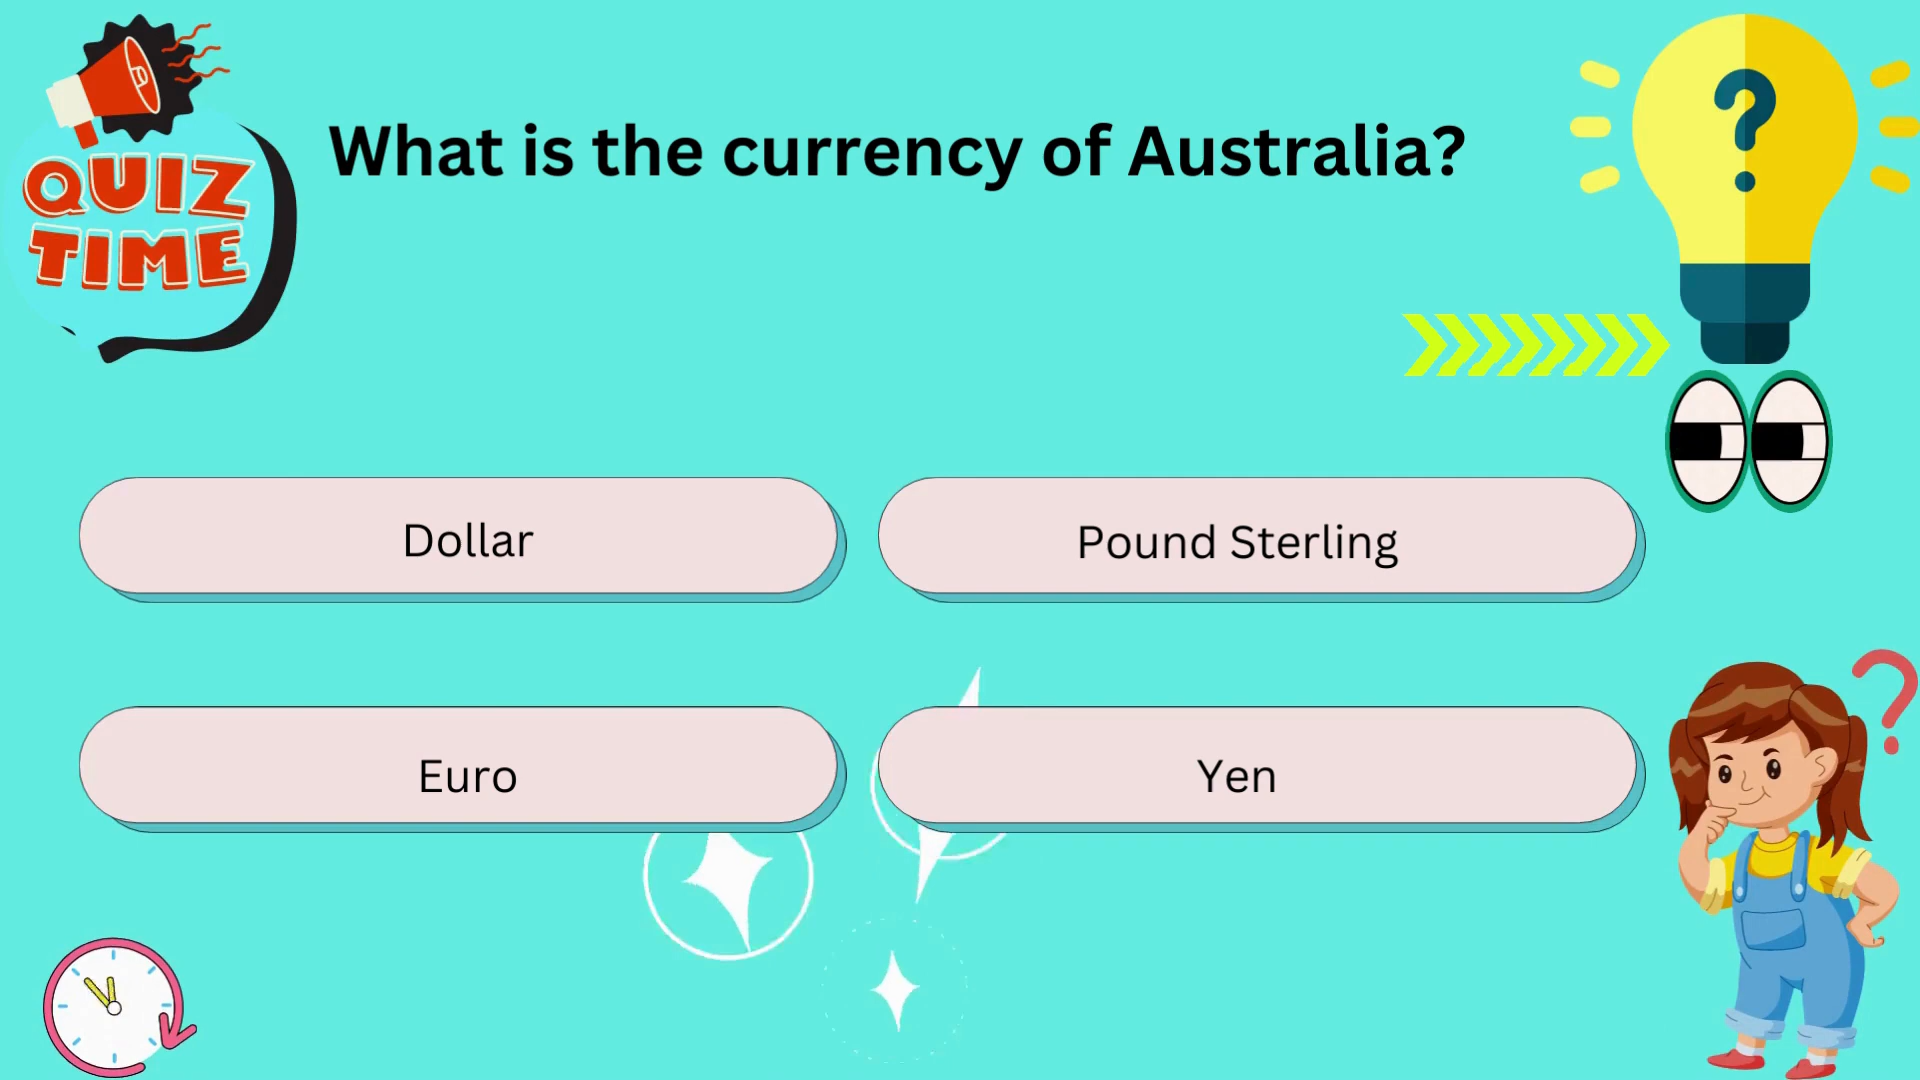 QUIZ
TIME
What is the currency of Australia?
?
Dollar
Pound Sterling
Euro
Yen
?